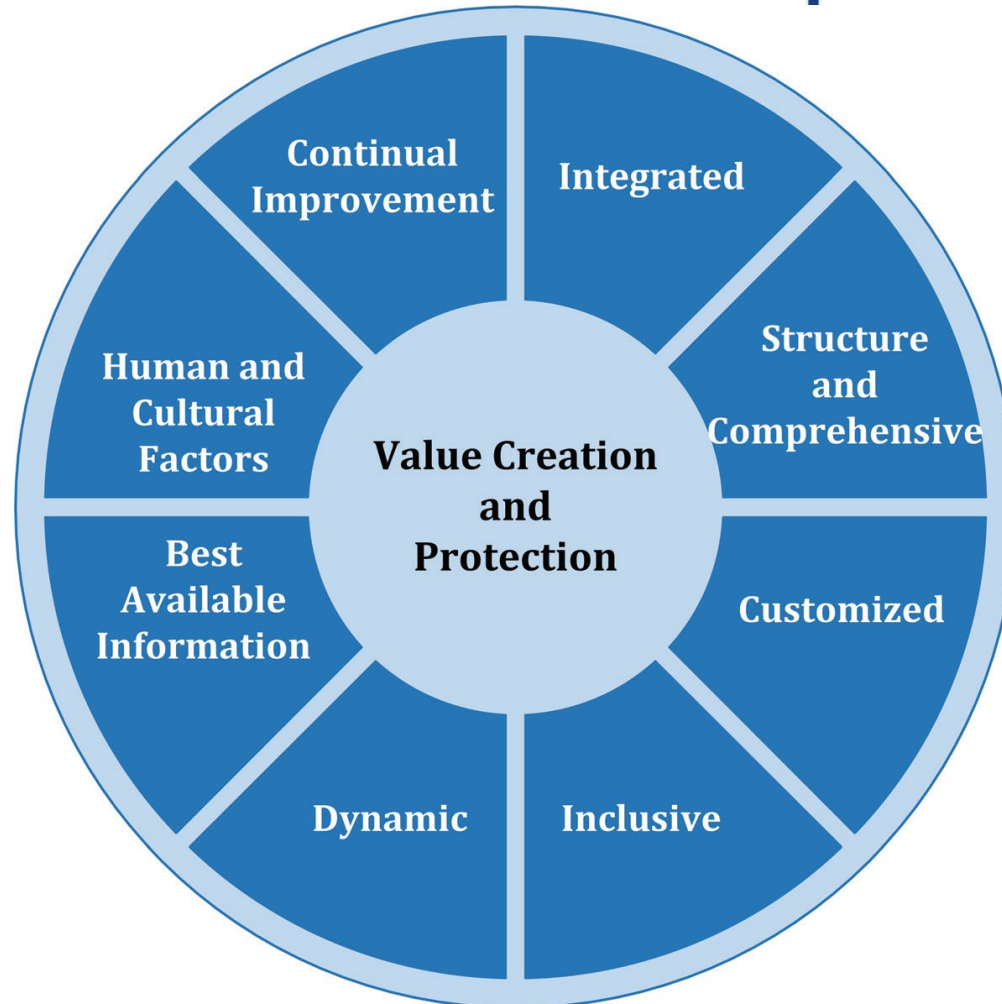 Continual
Improvement
Integrated
Structure
and
Comprehensive
Customized
Inclusive
Dynamic
Best
Available
Information
Human and
Cultural
Factors
Value Creation
and
Protection